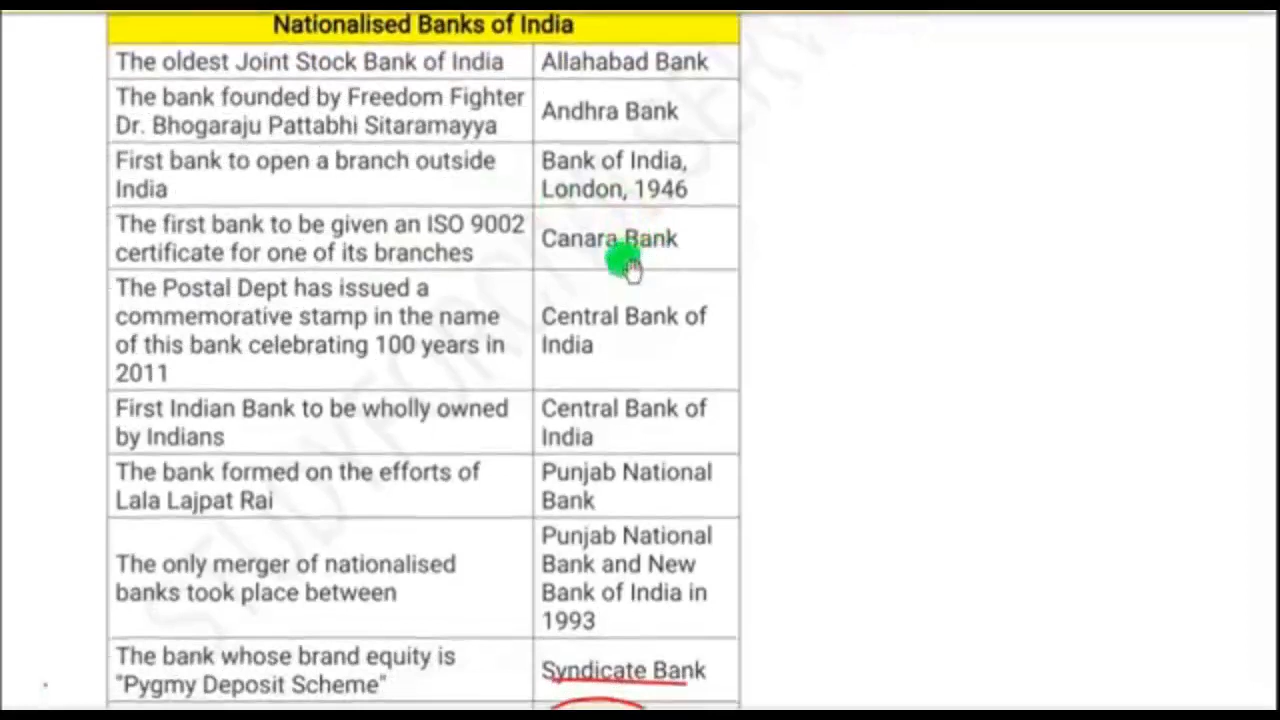 Nationalised Banks of India
The oldest Joint Stock Bank of India
Allahabad Bank
The bank founded by Freedom Fighter
Dr. Bhogaraju Pattabhi Sitaramayya
Andhra Bank
First bank to open a branch outside
India
Bank of India,
London, 1946
The first bank to be given an ISO 9002
certificate for one of its branches
Canara Bank
The Postal Dept has issued a
commemorative stamp in the name
of this bank celebrating 100 years in
2011
Central Bank of
India
First Indian Bank to be wholly owned
by Indians
Central Bank of
India
The bank formed on the efforts of
Lala Lajpat Rai
Punjab National
Bank
The only merger of nationalised
banks took place between
Punjab National
Bank and New
Bank of India in
1993
The bank whose brand equity is
"Pygmy Deposit Scheme"
Syndicate Bank